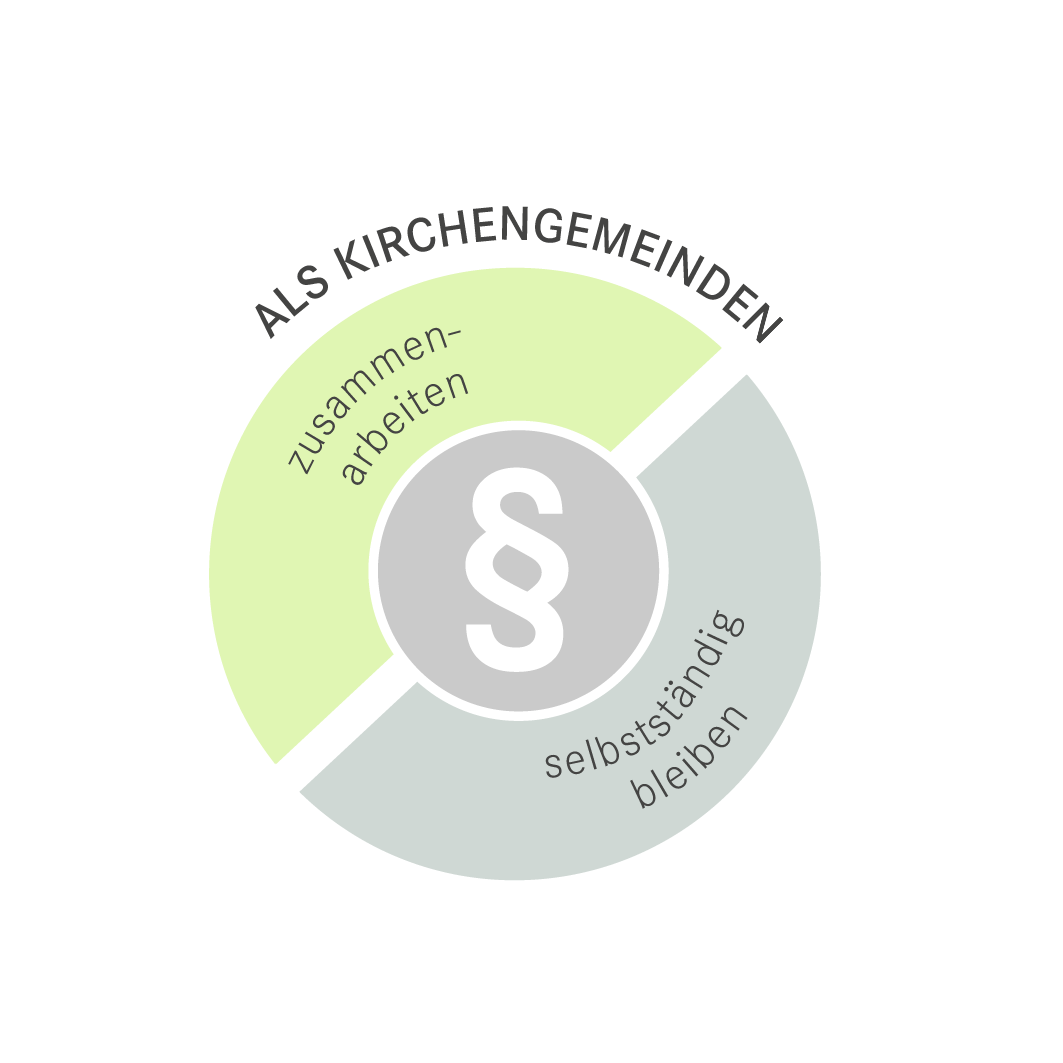 ALS KIRCHENGEMEINDEN
zusammen-
arbeiten
§
selbstständig
bleiben